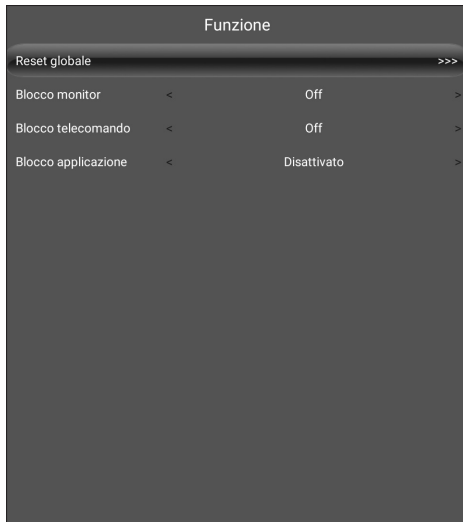 Funzione
Reset globale >>>
Blocco monitor < Off >
Blocco telecomando < Off >
Blocco applicazione < Disattivato >